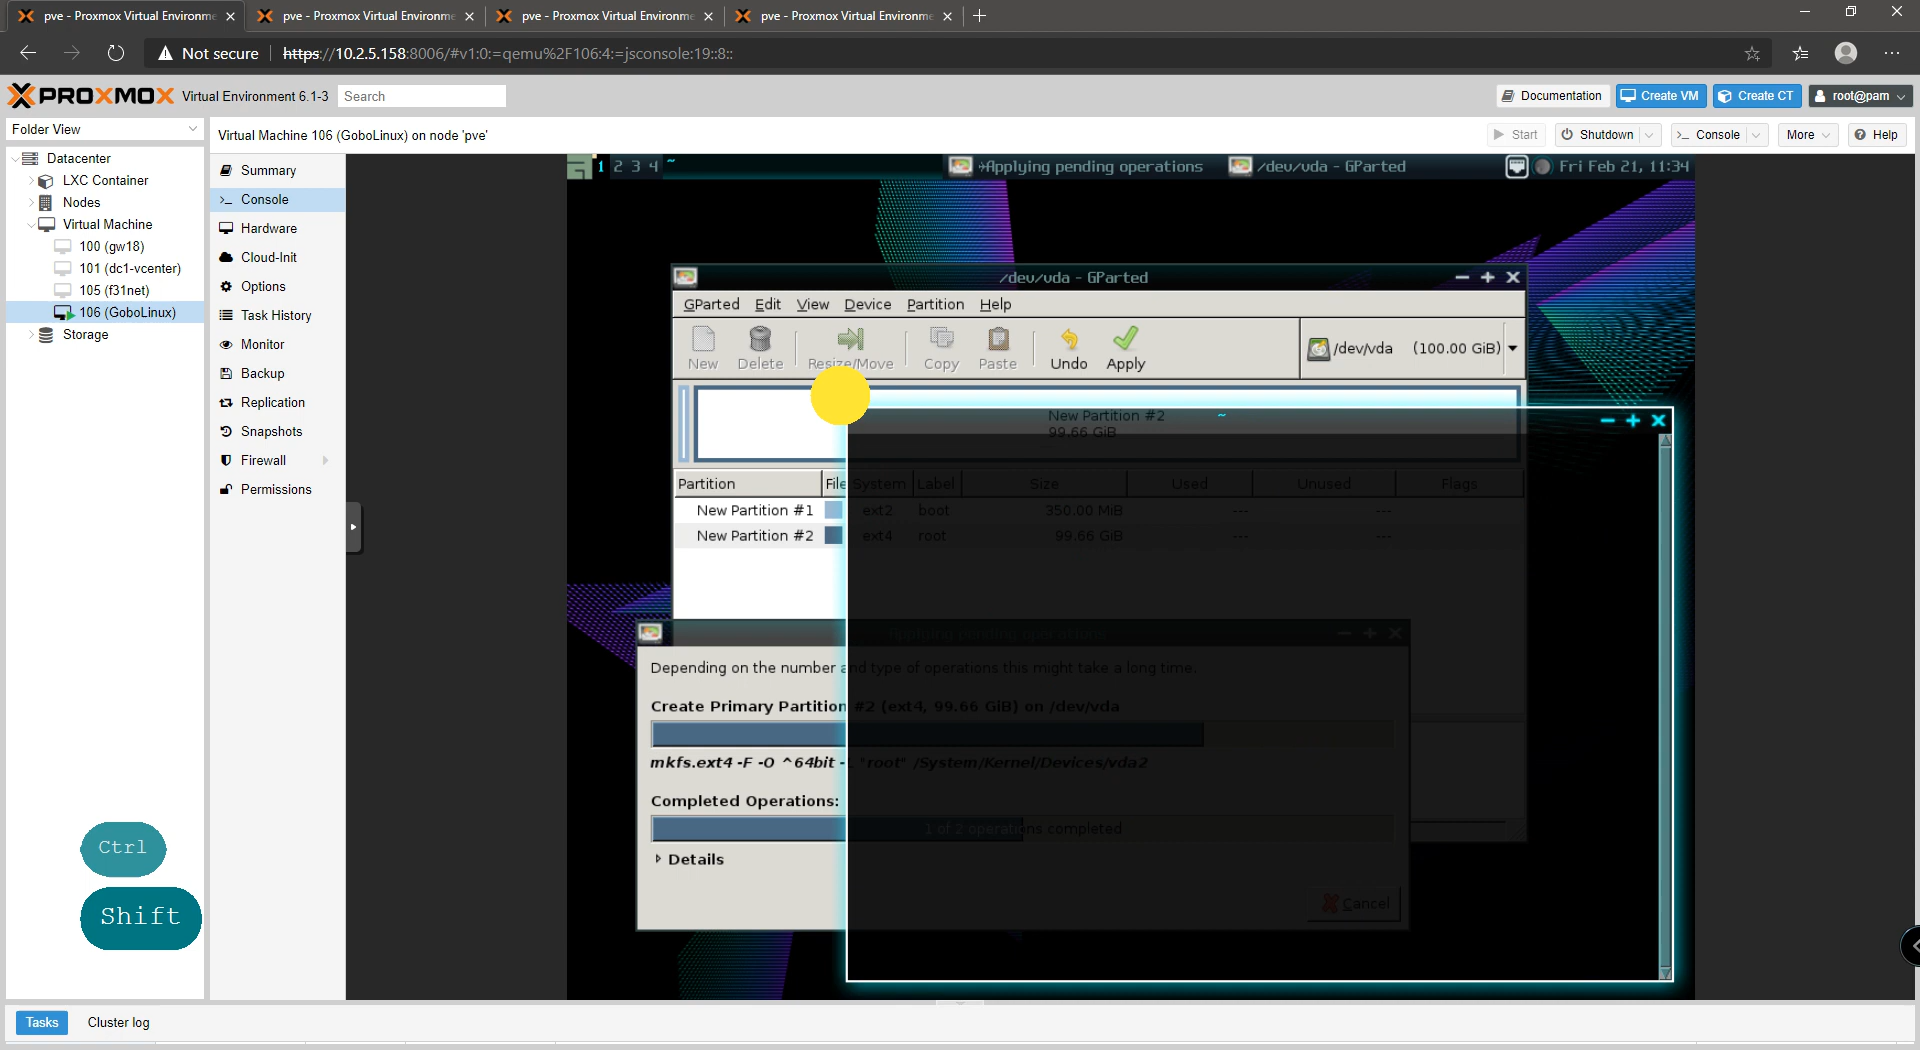 pve - Proxmox Virtual Environme
pve - Proxmox Virtual Environme
pve - Proxmox Virtual Environme
pve - Proxmox Virtual Environme
Not secure https://10.2.5.158:8006/#v1:0:=qemu%2F106:4:=jsconsole:19::8::
PROXMOX Virtual Environment 6.1-3 Search Documentation Create VM Create CT root@pam
Folder View
Virtual Machine 106 (GoboLinux) on node 'pve' Start Shutdown Console More Help
Datacenter
LXC Container
Nodes
Virtual Machine
100 (gw18)
101 (dc1-vcenter)
105 (f31net)
106 (GoboLinux)
Storage
Summary
Console
Hardware
Cloud-Init
Options
Task History
Monitor
Backup
Replication
Snapshots
Firewall
Permissions
1 2 3 4 ~ Applying pending operations /dev/vda - GParted Fri Feb 21, 11:34
/dev/vda - GParted
GParted Edit View Device Partition Help
New Delete Resize/Move Copy Paste Undo Apply /dev/vda (100.00 GiB)
New Partition #2
99.66 GiB
~
Partition File System Label Size Used Unused Flags
New Partition #1 ext2 boot 350.00 MiB --- ---
New Partition #2 ext4 root 99.66 GiB --- ---
Applying pending operations
Depending on the number and type of operations this might take a long time.
Create Primary Partition #2 (ext4, 99.66 GiB) on /dev/vda
mkfs.ext4 -F -O ^64bit -L "root" /System/Kernel/Devices/vda2
Completed Operations:
1 of 2 operations completed
Details
Cancel
Ctrl
Shift
Tasks Cluster log